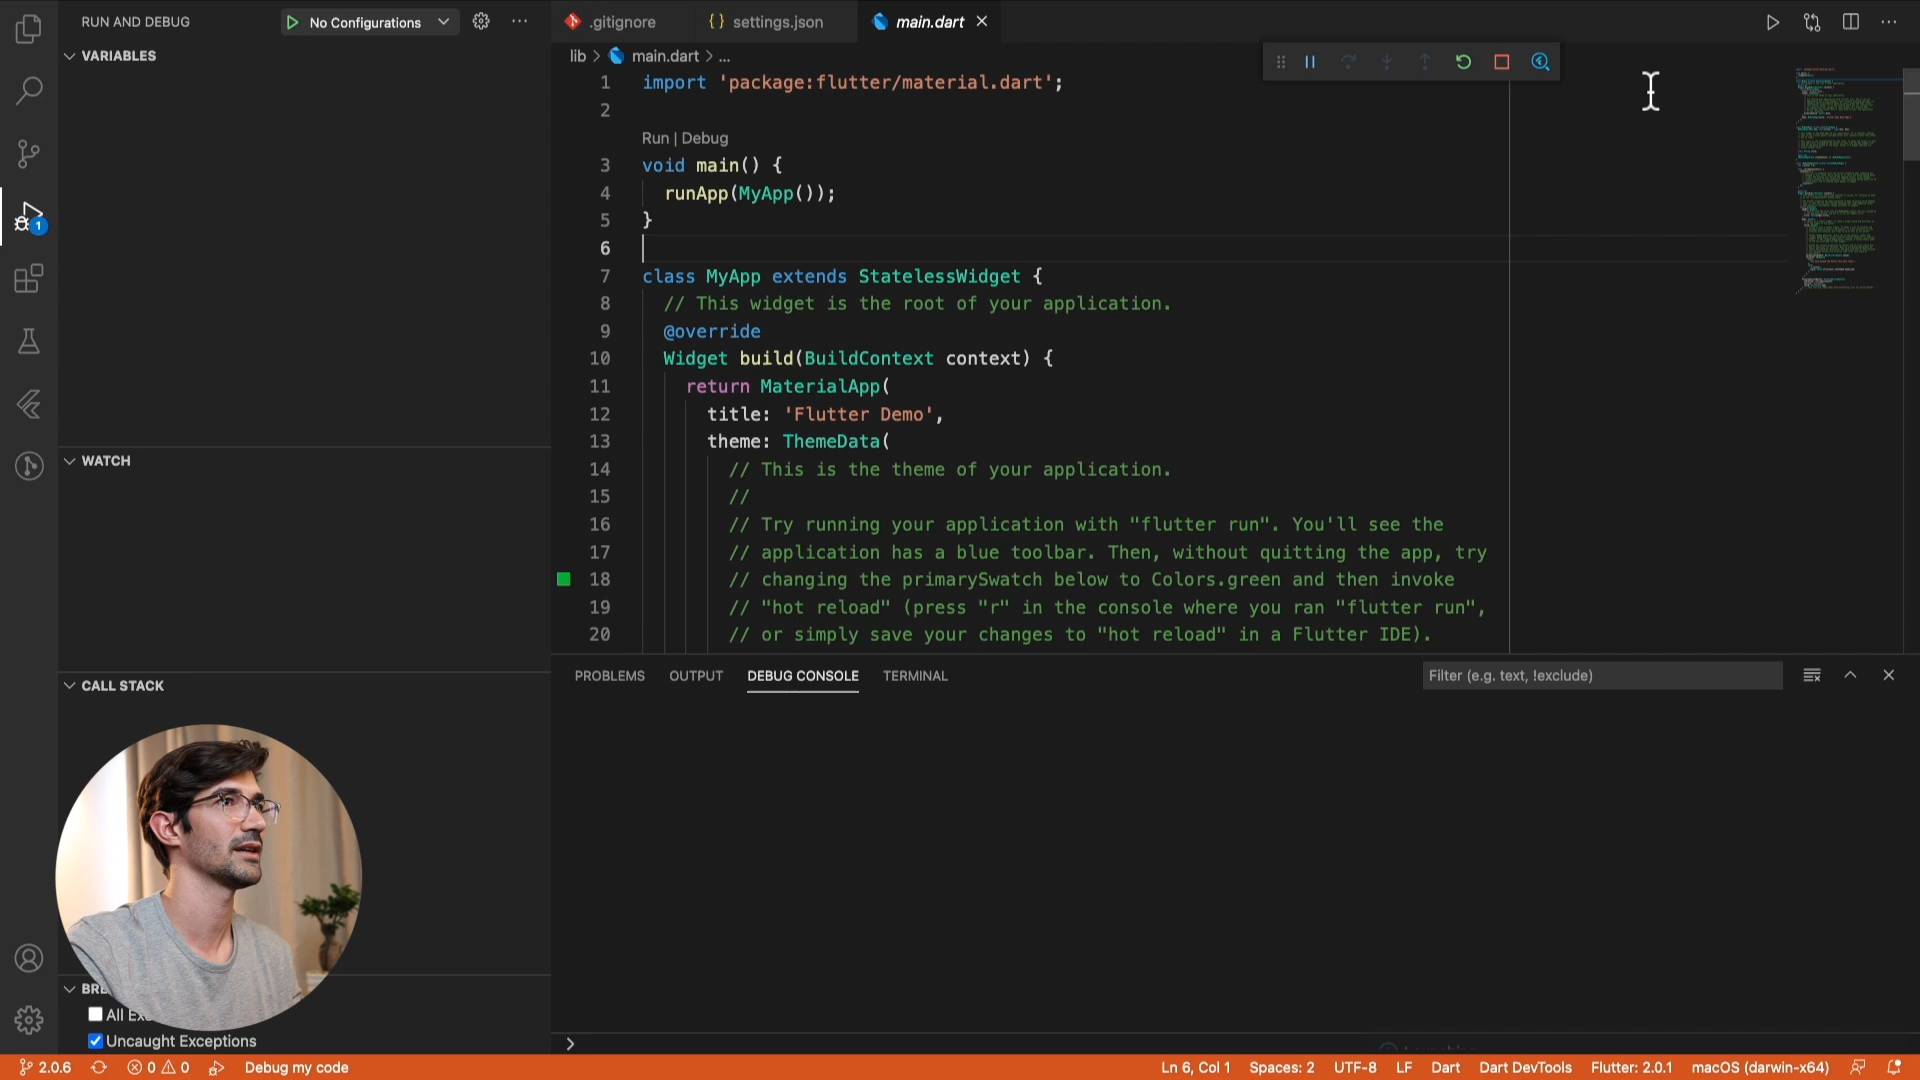 RUN AND DEBUG
No Configurations
VARIABLES
WATCH
CALL STACK
All
Uncaught Exceptions
.gitignore
{} settings.json
main.dart
lib > main.dart > ...
1 import 'package:flutter/material.dart';
2
Run | Debug
3 void main() {
4 runApp(MyApp());
5 }
6
7 class MyApp extends StatelessWidget {
8 // This widget is the root of your application.
9 @override
10 Widget build(BuildContext context) {
11 return MaterialApp(
12 title: 'Flutter Demo',
13 theme: ThemeData(
14 // This is the theme of your application.
15 //
16 // Try running your application with "flutter run". You'll see the
17 // application has a blue toolbar. Then, without quitting the app, try
18 // changing the primarySwatch below to Colors.green and then invoke
19 // "hot reload" (press "r" in the console where you ran "flutter run",
20 // or simply save your changes to "hot reload" in a Flutter IDE).
1
PROBLEMS OUTPUT DEBUG CONSOLE TERMINAL
Filter (e.g. text, !exclude)
>
2.0.6 0 0 Debug my code
Ln 6, Col 1 Spaces: 2 UTF-8 LF Dart Dart DevTools Flutter: 2.0.1 macOS (darwin-x64)